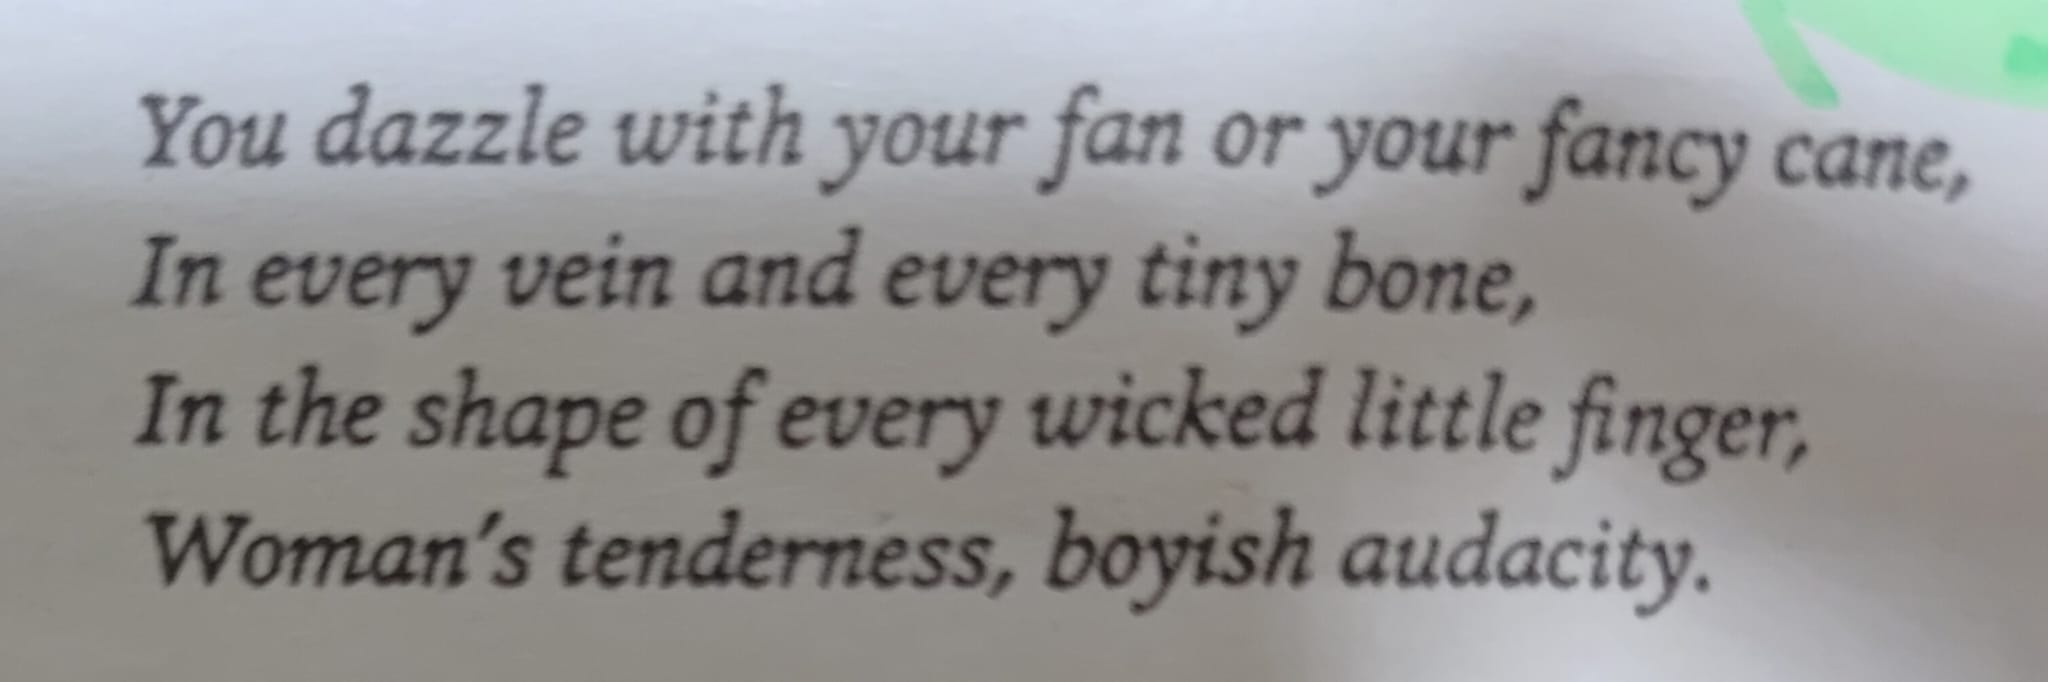 You dazzle with your fan or your fancy cane,
In every vein and every tiny bone,
In the shape of every wicked little finger,
Woman's tenderness, boyish audacity.